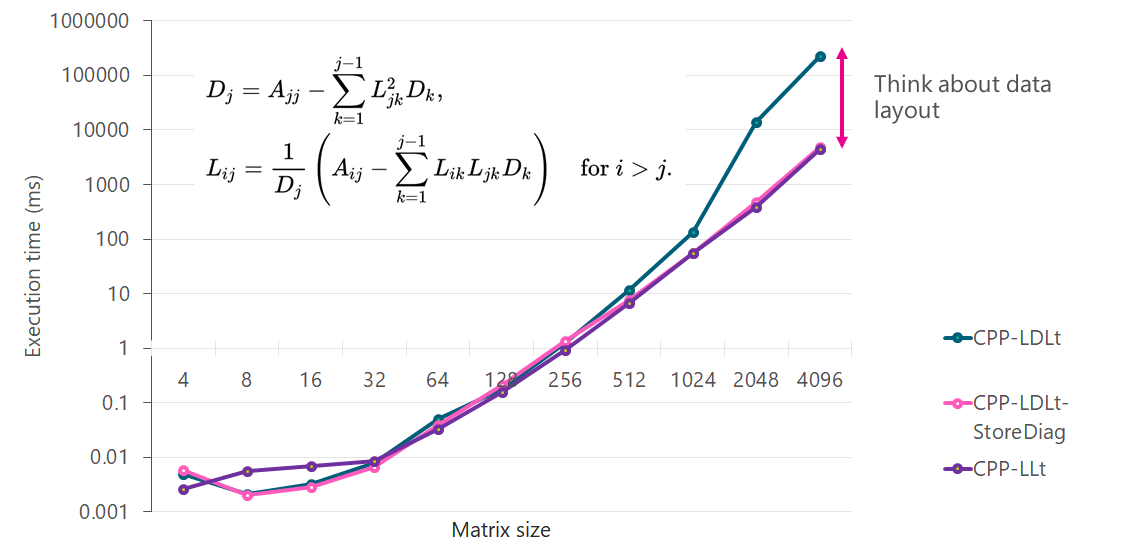 1000000
100000
10000
1000
100
10
1
0.1
0.01
0.001
Execution time (ms)
D_j = A_{jj} − \sum_{k=1}^{j−1} L_{jk}^2 D_k,
L_{ij} = \frac{1}{D_j} \left( A_{ij} − \sum_{k=1}^{j−1} L_{ik} L_{jk} D_k \right) for i > j.
Think about data
layout
4 8 16 32 64 128 256 512 1024 2048 4096
Matrix size
CPP-LDLt
CPP-LDLt-
StoreDiag
CPP-LLt